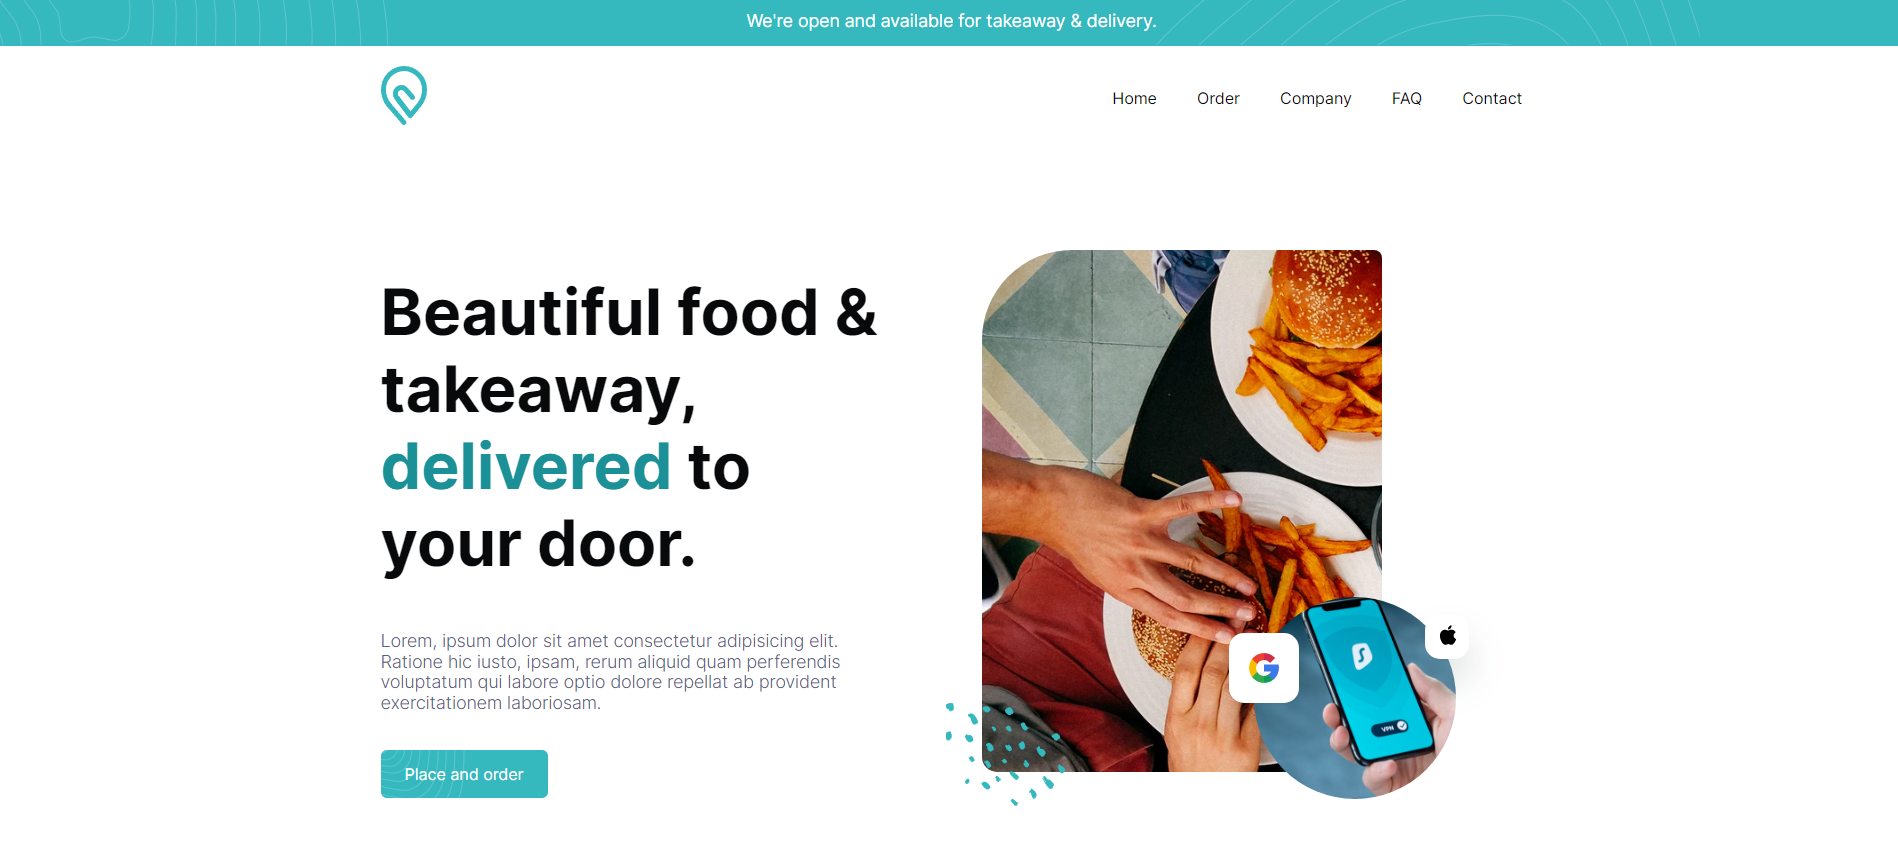 We're open and available for takeaway & delivery.
Home Order Company FAQ Contact
Beautiful food &
takeaway,
delivered to
your door.
Lorem, ipsum dolor sit amet consectetur adipisicing elit.
Ratione hic iusto, ipsam, rerum aliquid quam perferendis
voluptatum qui labore optio dolore repellat ab provident
exercitationem laboriosam.
Place and order
G
VPN